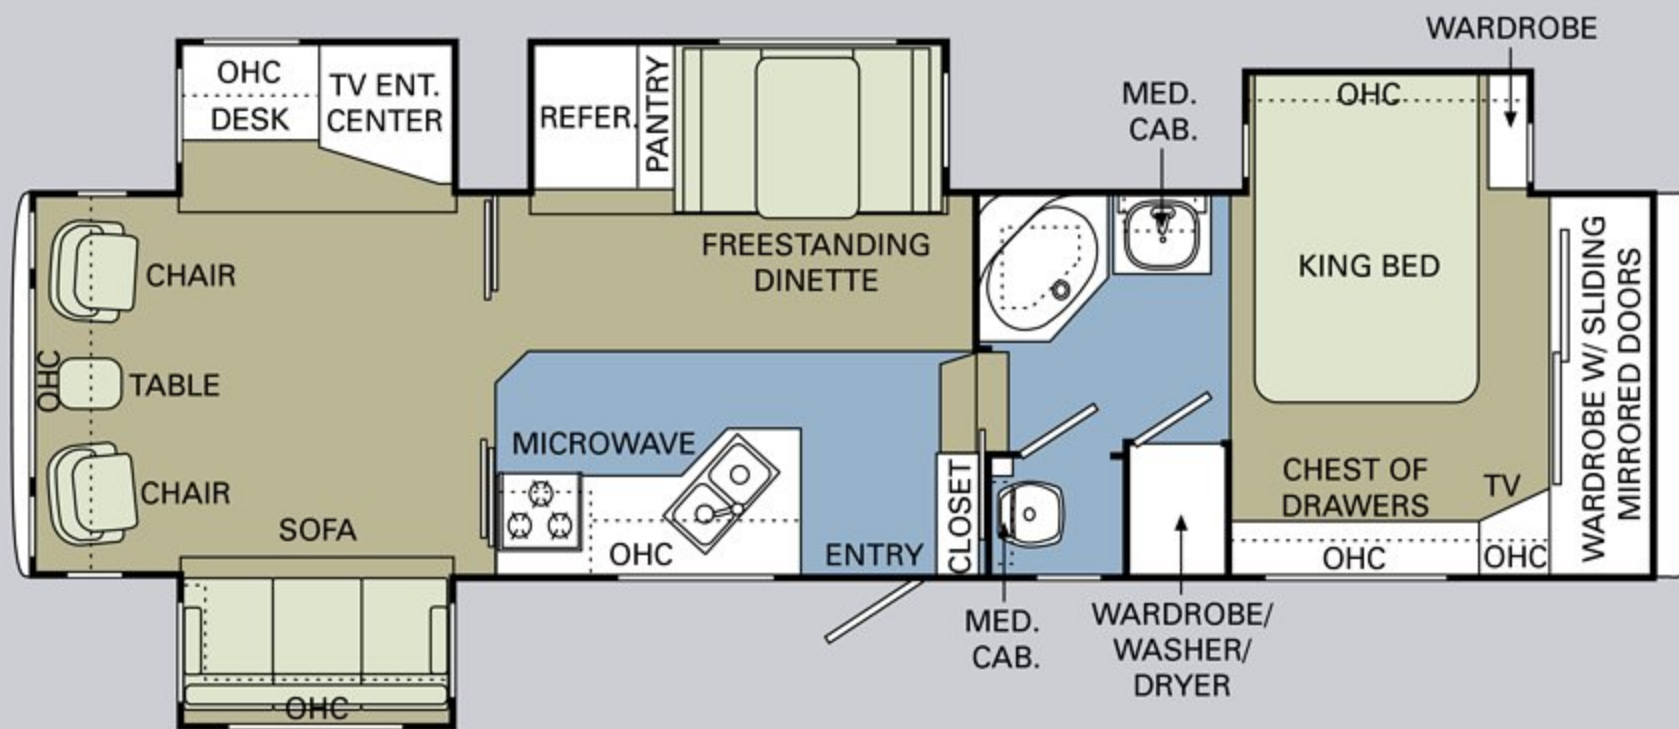 WARDROBE
OHC
DESK
TV ENT.
CENTER
REFER.
PANTRY
MED.
CAB.
OHC
CHAIR
FREESTANDING
DINETTE
KING BED
WARDROBE W/ SLIDING
MIRRORED DOORS
OHC
TABLE
CHAIR
SOFA
MICROWAVE
OHC
ENTRY
CLOSET
CHEST OF
DRAWERS
TV
OHC
OHC
MED.
CAB.
WARDROBE/
WASHER/
DRYER
OHC